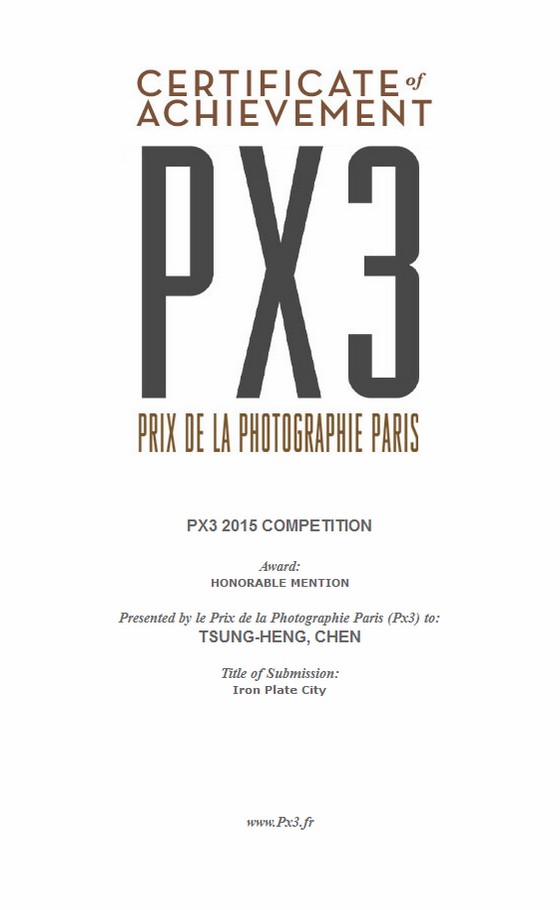 CERTIFICATE of
ACHIEVEMENT
PX3
PRIX DE LA PHOTOGRAPHIE PARIS
PX3 2015 COMPETITION
Award:
HONORABLE MENTION
Presented by le Prix de la Photographie Paris (Px3) to:
TSUNG-HENG, CHEN
Title of Submission:
Iron Plate City
www.Px3.fr